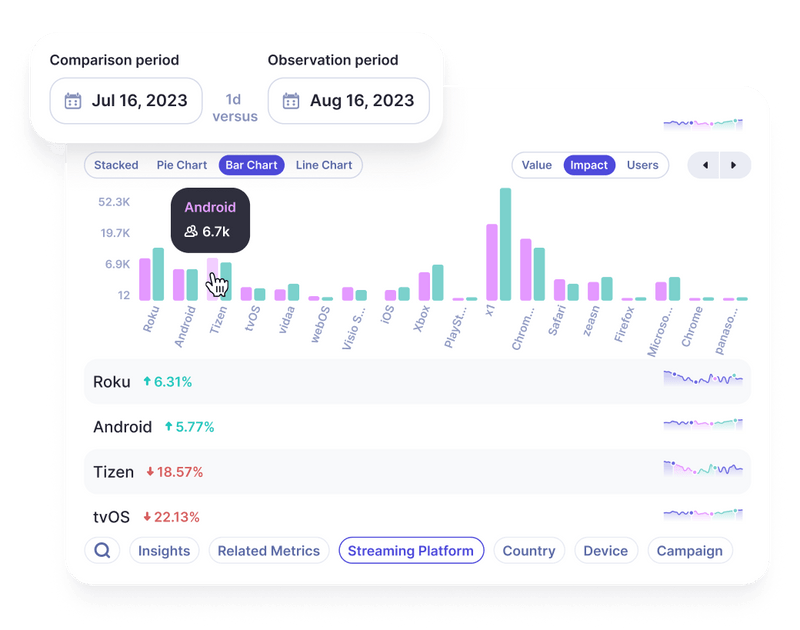 Comparison period
Observation period
Jul 16, 2023
1d
versus
Aug 16, 2023
Stacked
Pie Chart
Bar Chart
Line Chart
Value
Impact
Users
52.3K
19.7K
6.9K
12
Android
6.7k
Roku
Android
Tizen
tvOS
vidaa
webOS
Visio S...
iOS
Xbox
PlaySt...
x1
Chrom...
Safari
zeasn
Firefox
Microso...
Chrome
panaso...
Roku 6.31%
Android 5.77%
Tizen 18.57%
tvOS 22.13%
Insights
Related Metrics
Streaming Platform
Country
Device
Campaign